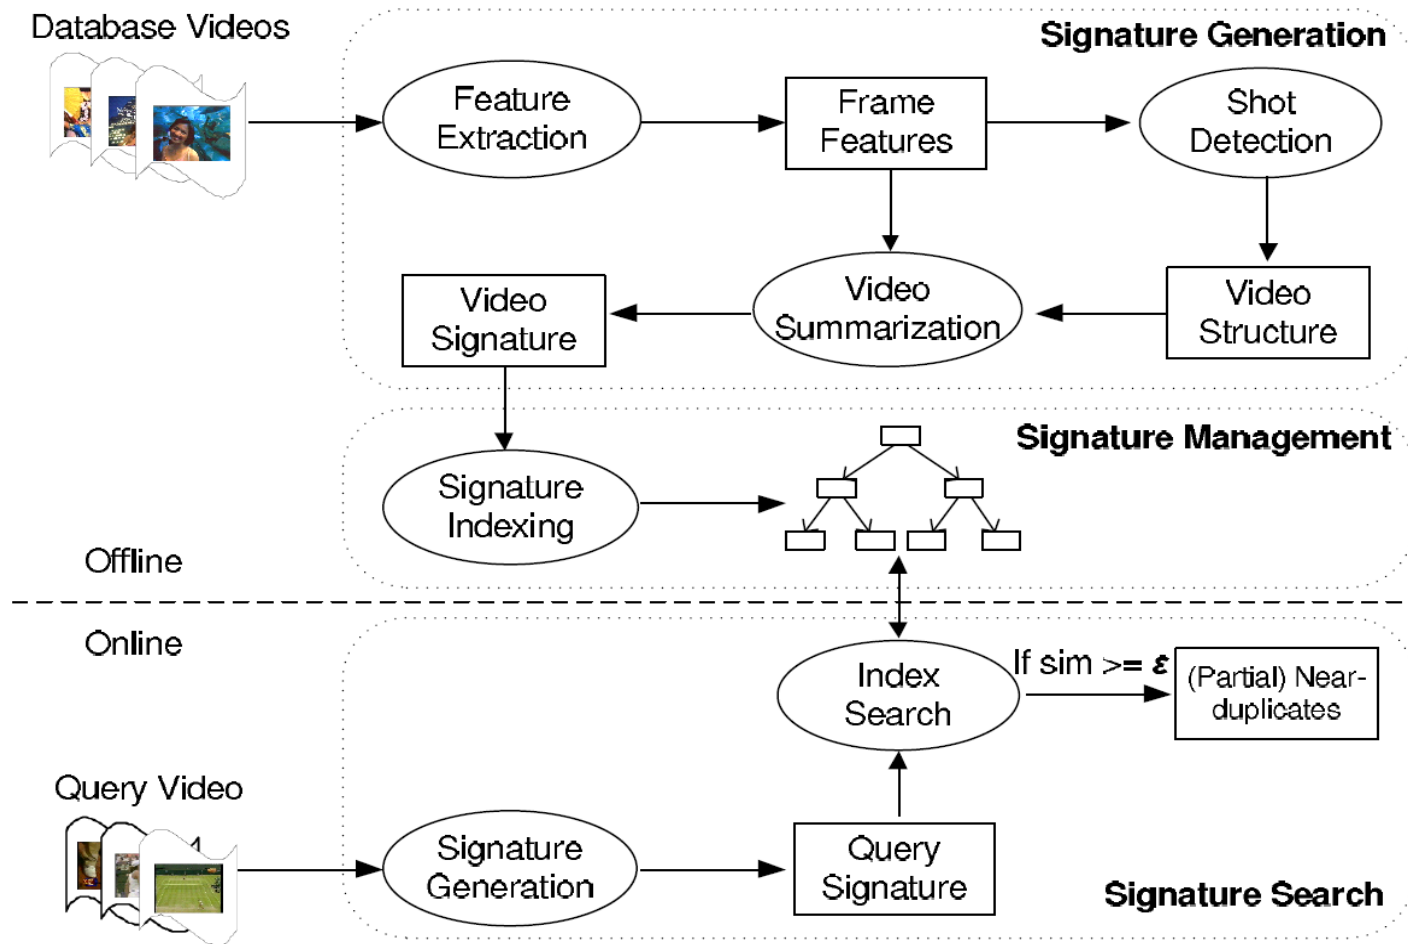 Database Videos
Signature Generation
Feature
Extraction
Frame
Features
Shot
Detection
Video
Signature
Video
Summarization
Video
Structure
Signature Management
Signature
Indexing
Offline
Online
Index
Search
If sim >= ε
(Partial) Near-
duplicates
Query Video
Signature
Generation
Query
Signature
Signature Search